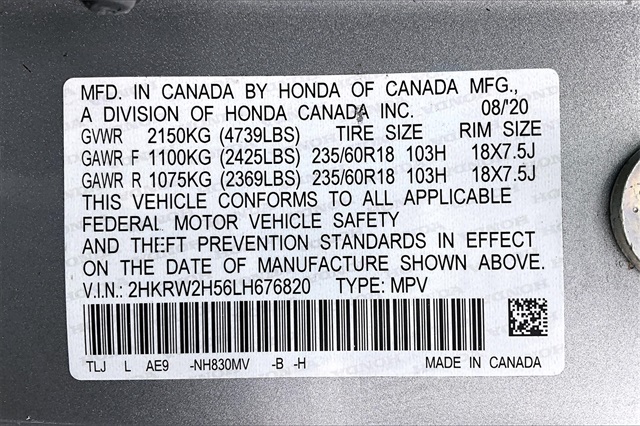 MFD. IN CANADA BY HONDA OF CANADA MFG.,
A DIVISION OF HONDA CANADA INC. 08/'20
GVWR 2150KG (4739LBS) TIRE SIZE RIM SIZE
GAWR F 1100KG (2425LBS) 235/60R18 103H 18X7.5J
GAWR R 1075KG (2369LBS) 235/60R18 103H 18X7.5J
THIS VEHICLE CONFORMS TO ALL APPLICABLE
FEDERAL MOTOR VEHICLE SAFETY
AND THEFT PREVENTION STANDARDS IN EFFECT
ON THE DATE OF MANUFACTURE SHOWN ABOVE.
V.I.N.: 2HKRW2H56LH676820 TYPE: MPV
TLJ L AE9 -NH830MV -B -H MADE IN CANADA